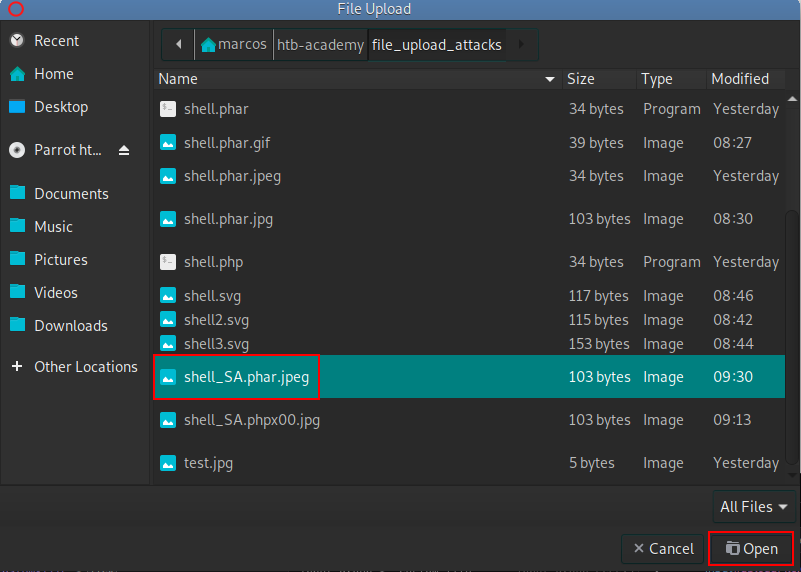 File Upload
Recent
Home
Desktop
Parrot ht...
Documents
Music
Pictures
Videos
Downloads
Other Locations
marcos htb-academy file_upload_attacks
Name Size Type Modified
shell.phar 34 bytes Program Yesterday
shell.phar.gif 39 bytes Image 08:27
shell.phar.jpeg 34 bytes Image Yesterday
shell.phar.jpg 103 bytes Image 08:30
shell.php 34 bytes Program Yesterday
shell.svg 117 bytes Image 08:46
shell2.svg 115 bytes Image 08:42
shell3.svg 153 bytes Image 08:44
shell_SA.phar.jpeg 103 bytes Image 09:30
shell_SA.phpx00.jpg 103 bytes Image 09:13
test.jpg 5 bytes Image Yesterday
All Files
Cancel Open